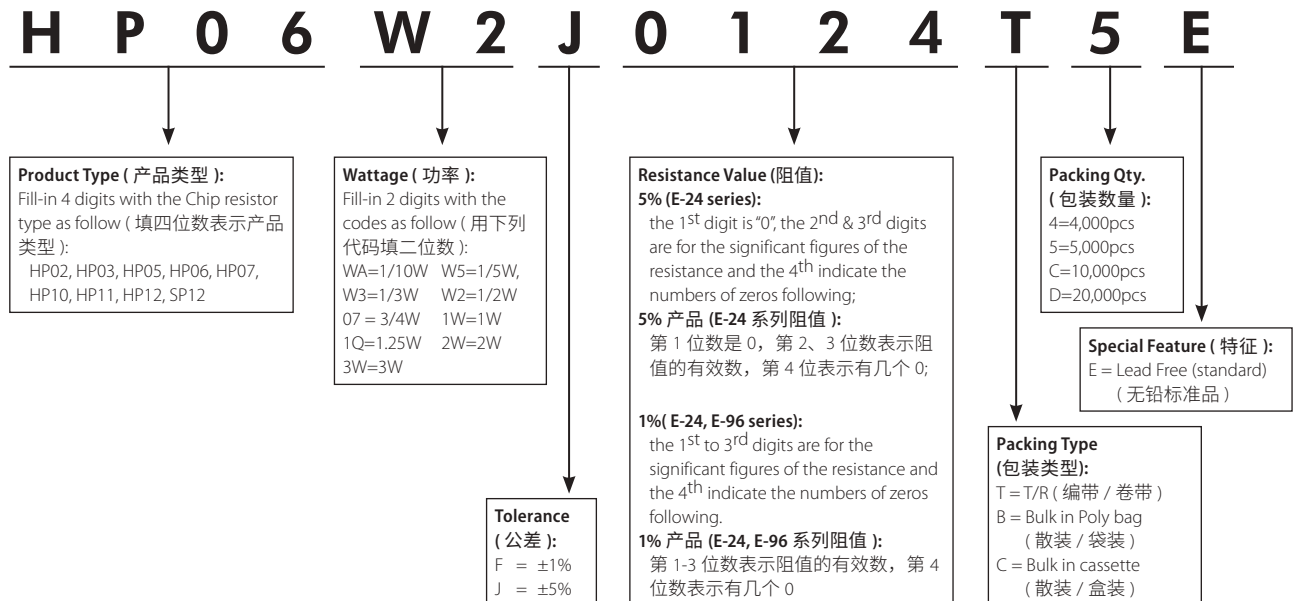 H P 0 6 W 2 J 0 1 2 4 T 5 E
Product Type ( 产品类型 ):
Fill-in 4 digits with the Chip resistor
type as follow ( 填四位数表示产品
类型 ):
HP02, HP03, HP05, HP06, HP07,
HP10, HP11, HP12, SP12
Wattage ( 功率 ):
Fill-in 2 digits with the
codes as follow ( 用下列
代码填二位数 ):
WA=1/10W W5=1/5W,
W3=1/3W W2=1/2W
07 = 3/4W 1W=1W
1Q=1.25W 2W=2W
3W=3W
Tolerance
( 公差 ):
F = ±1%
J = ±5%
Resistance Value (阻值):
5% (E-24 series):
the 1st digit is "0", the 2nd & 3rd digits
are for the significant figures of the
resistance and the 4th indicate the
numbers of zeros following;
5% 产品 (E-24 系列阻值 ):
第 1 位数是 0，第 2、3 位数表示阻
值的有效数，第 4 位表示有几个 0;
1%( E-24, E-96 series):
the 1st to 3rd digits are for the
significant figures of the resistance and
the 4th indicate the numbers of zeros
following.
1% 产品 (E-24, E-96 系列阻值 ):
第 1-3 位数表示阻值的有效数，第 4
位数表示有几个 0
Packing Type
(包装类型):
T = T/R ( 编带 / 卷带 )
B = Bulk in Poly bag
( 散装 / 袋装 )
C = Bulk in cassette
( 散装 / 盒装 )
Packing Qty.
( 包装数量 ):
4=4,000pcs
5=5,000pcs
C=10,000pcs
D=20,000pcs
Special Feature ( 特征 ):
E = Lead Free (standard)
( 无铅标准品 )